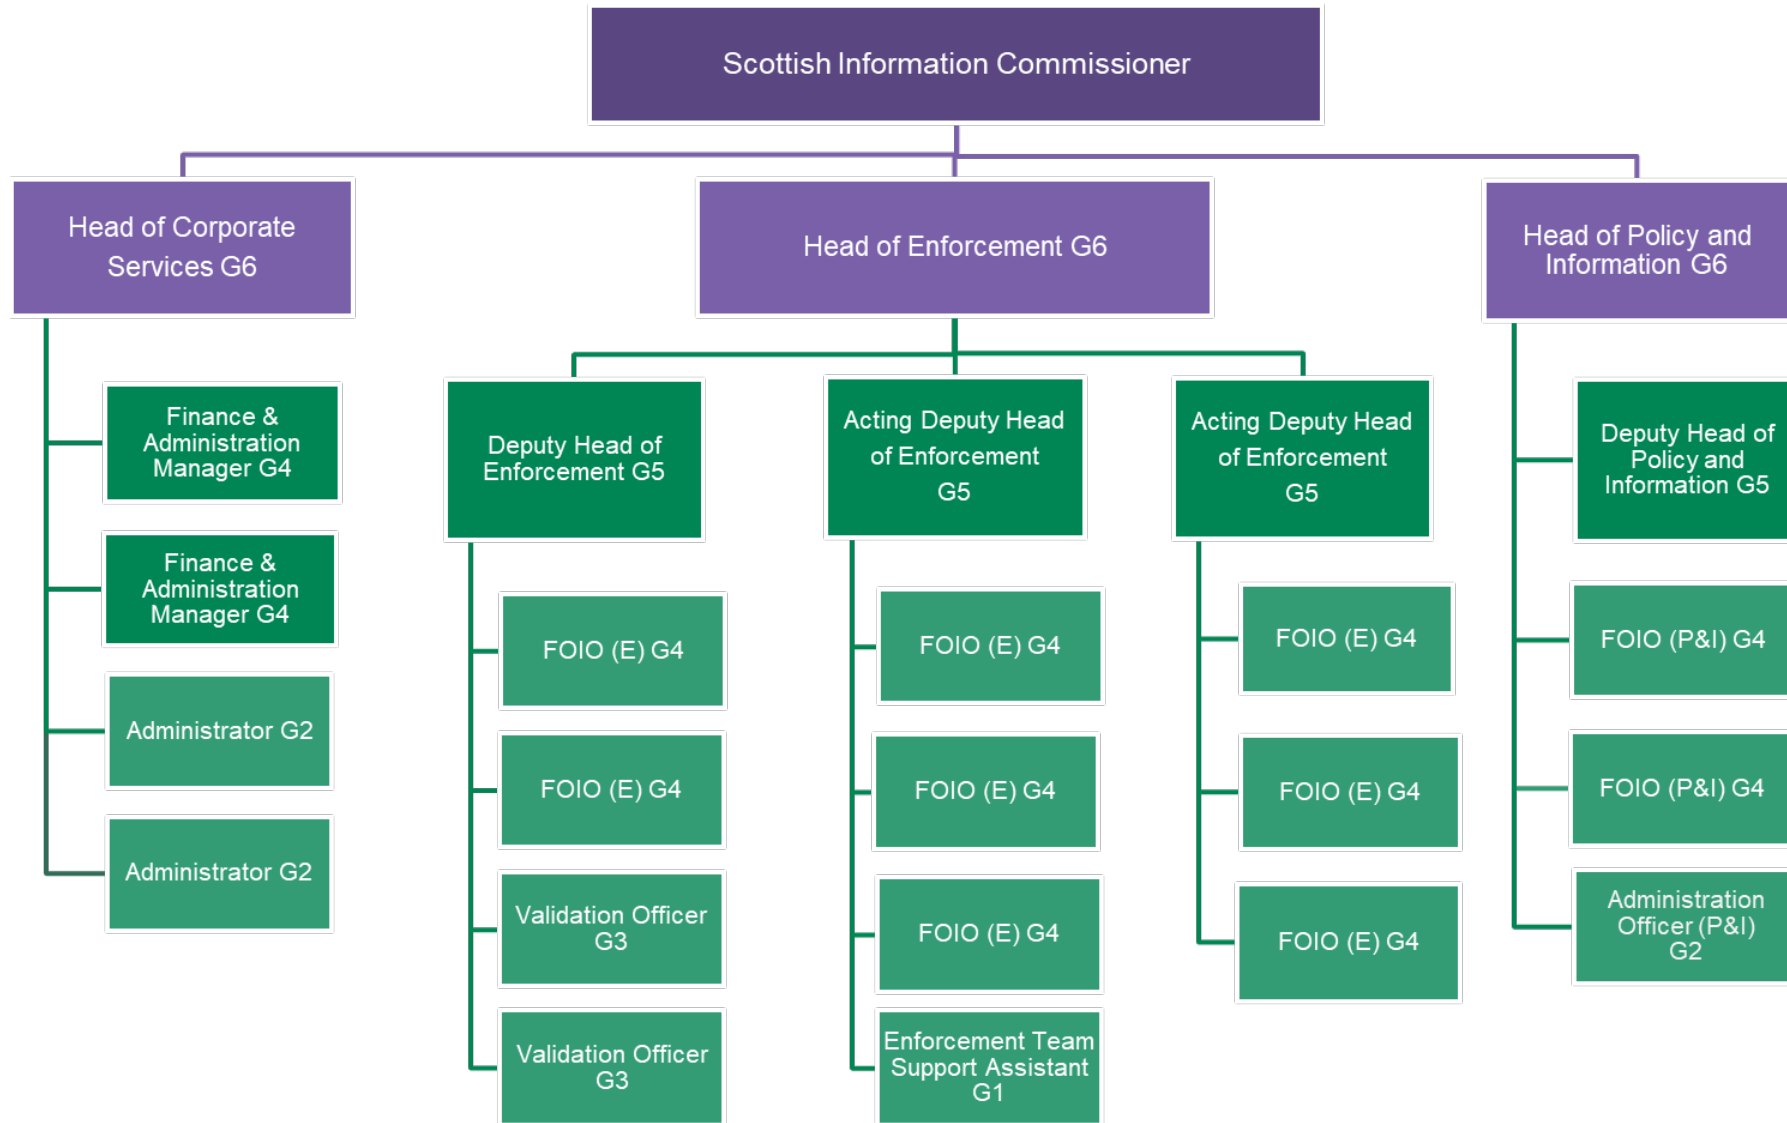 Scottish Information Commissioner
Head of Corporate
Services G6
Head of Enforcement G6
Head of Policy and
Information G6
Finance &
Administration
Manager G4
Finance &
Administration
Manager G4
Administrator G2
Administrator G2
Deputy Head of
Enforcement G5
FOIO (E) G4
FOIO (E) G4
Validation Officer
G3
Validation Officer
G3
Acting Deputy Head
of Enforcement
G5
FOIO (E) G4
FOIO (E) G4
FOIO (E) G4
Enforcement Team
Support Assistant
G1
Acting Deputy Head
of Enforcement
G5
FOIO (E) G4
FOIO (E) G4
FOIO (E) G4
Deputy Head of
Policy and
Information G5
FOIO (P&I) G4
FOIO (P&I) G4
Administration
Officer (P&I)
G2